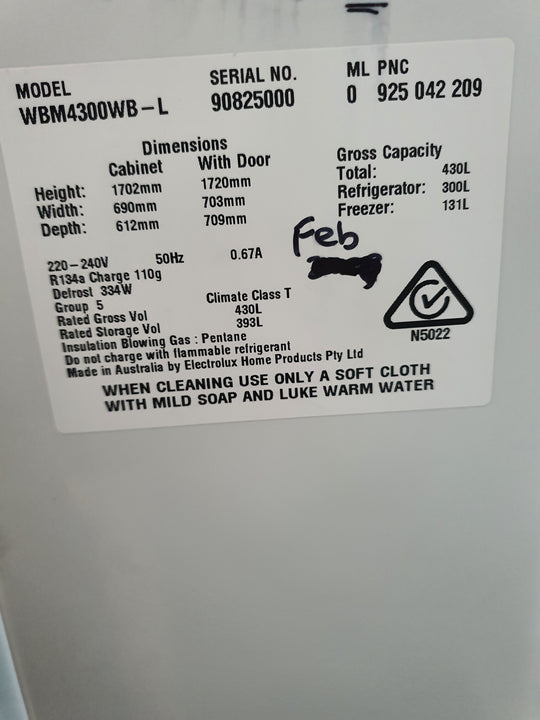 MODEL SERIAL NO. ML PNC
WBM4300WB-L 90825000 0 925 042 209
Dimensions
Cabinet With Door
Height: 1702mm 1720mm
Width: 690mm 703mm
Depth: 612mm 709mm
Gross Capacity
Total: 430L
Refrigerator: 300L
Freezer: 131L
Feb
220-240V 50Hz 0.67A
R134a Charge 110g
Defrost 334W
Group 5 Climate Class T
Rated Gross Vol 430L
Rated Storage Vol 393L
Insulation Blowing Gas : Pentane
Do not charge with flammable refrigerant
Made in Australia by Electrolux Home Products Pty Ltd
N5022
WHEN CLEANING USE ONLY A SOFT CLOTH
WITH MILD SOAP AND LUKE WARM WATER